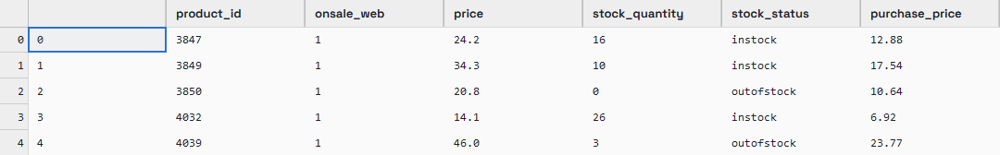 product_id onsale_web price stock_quantity stock_status purchase_price
0 0 3847 1 24.2 16 instock 12.88
1 1 3849 1 34.3 10 instock 17.54
2 2 3850 1 20.8 0 outofstock 10.64
3 3 4032 1 14.1 26 instock 6.92
4 4 4039 1 46.0 3 outofstock 23.77